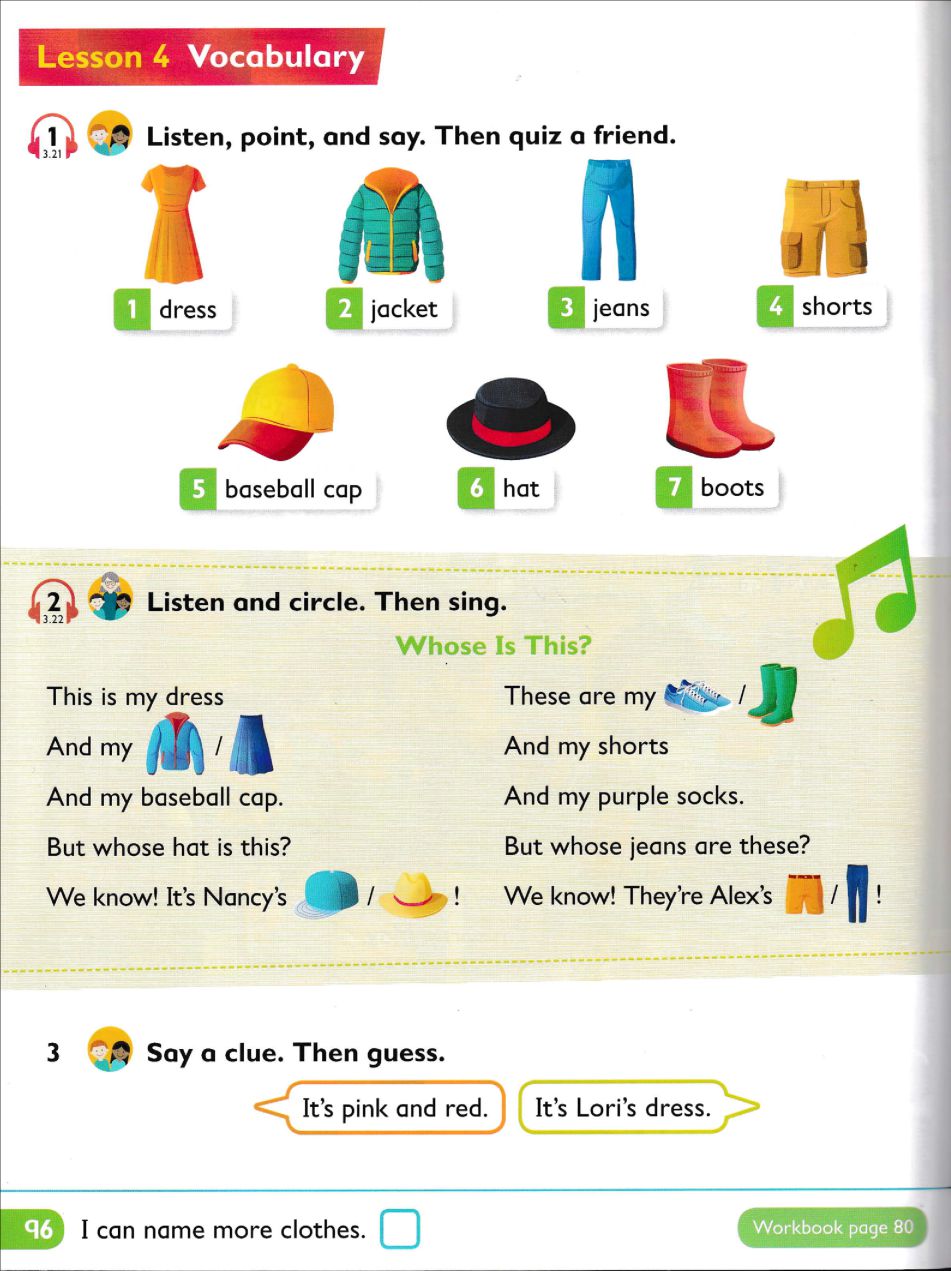 Lesson 4 Vocabulary
1
3.21
Listen, point, and say. Then quiz a friend.
1 dress
2 jacket
3 jeans
4 shorts
5 baseball cap
6 hat
7 boots
2
3.22
Listen and circle. Then sing.
Whose Is This?
This is my dress
And my /
And my baseball cap.
But whose hat is this?
We know! It's Nancy's / !
These are my /
And my shorts
And my purple socks.
But whose jeans are these?
We know! They're Alex's / !
3 Say a clue. Then guess.
It's pink and red.
It's Lori's dress.
96 I can name more clothes.
Workbook page 80